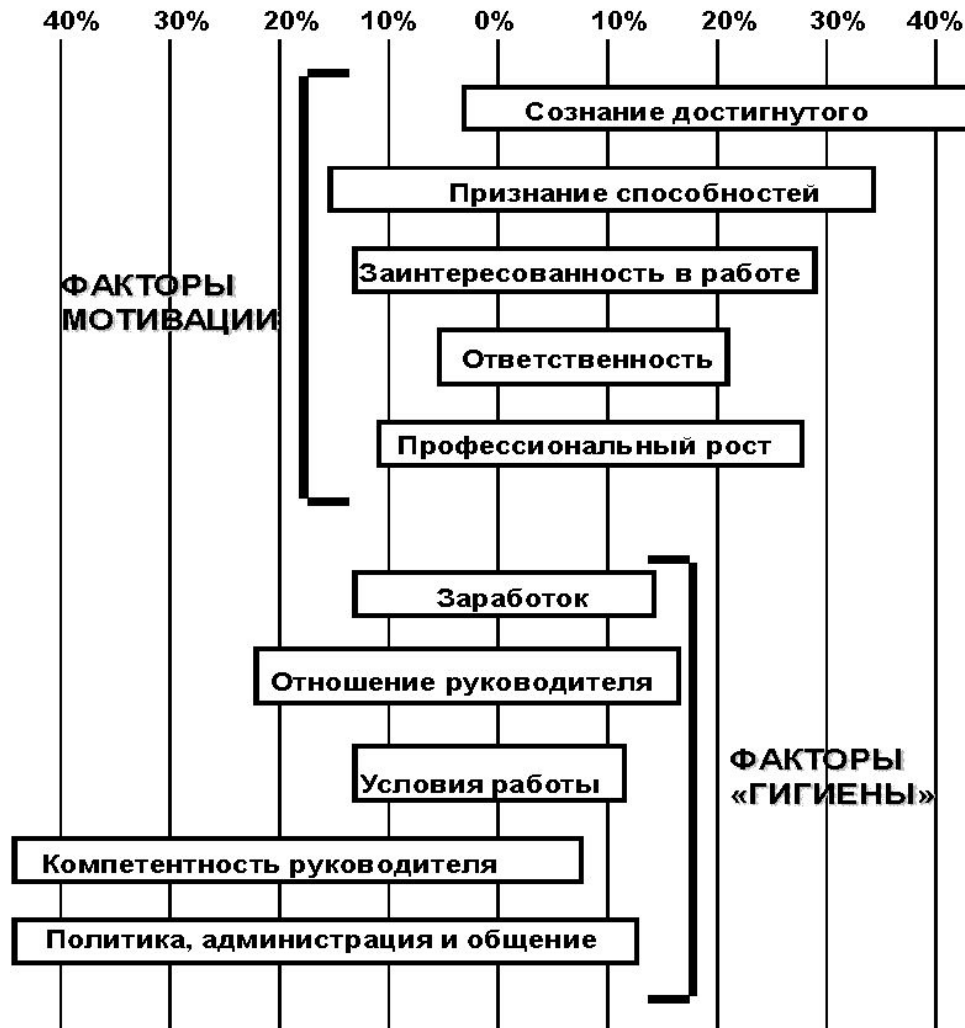 40% 30% 20% 10% 0% 10% 20% 30% 40%
Сознание достигнутого
Признание способностей
Заинтересованность в работе
ФАКТОРЫ
МОТИВАЦИИ
Ответственность
Профессиональный рост
Заработок
Отношение руководителя
Условия работы
ФАКТОРЫ
«ГИГИЕНЫ»
Компетентность руководителя
Политика, администрация и общение